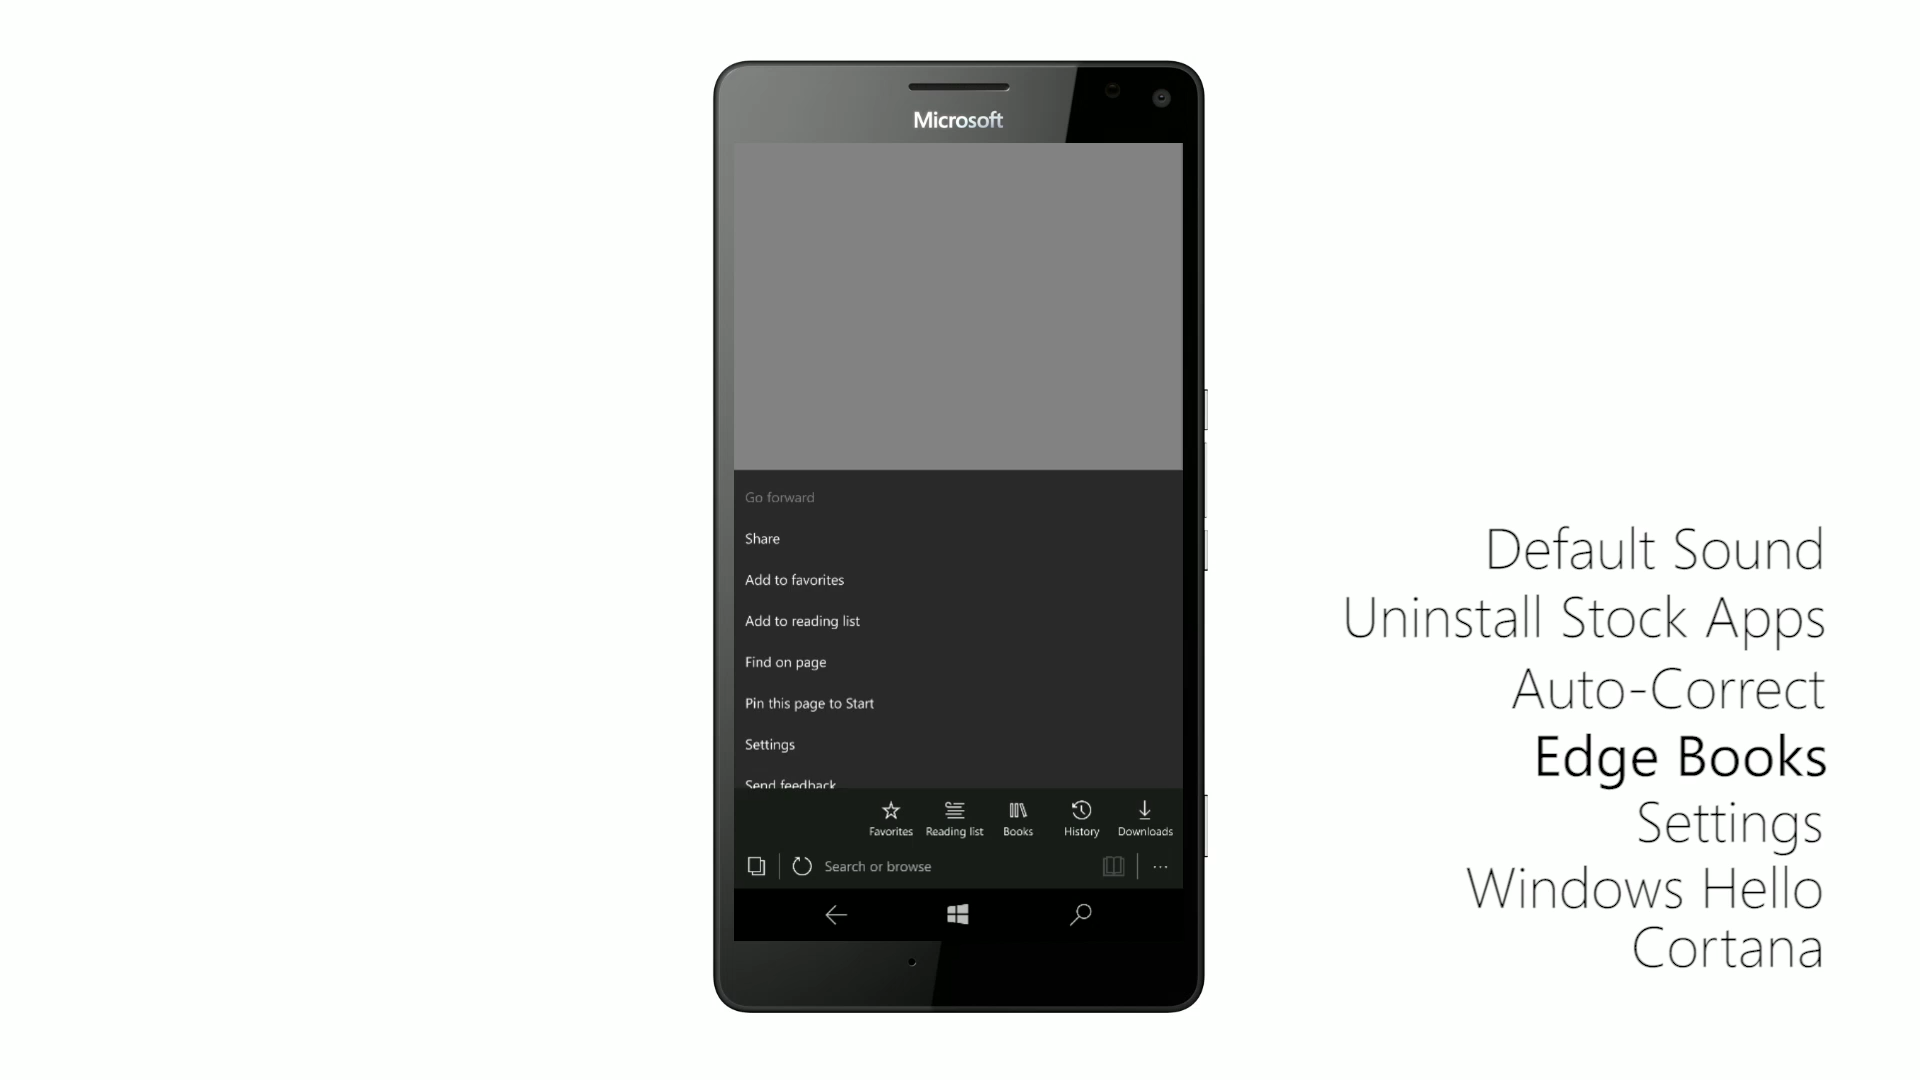 Microsoft
Go forward
Share
Add to favorites
Add to reading list
Find on page
Pin this page to Start
Settings
Send feedback
Favorites Reading list Books History Downloads
Search or browse
Default Sound
Uninstall Stock Apps
Auto-Correct
Edge Books
Settings
Windows Hello
Cortana